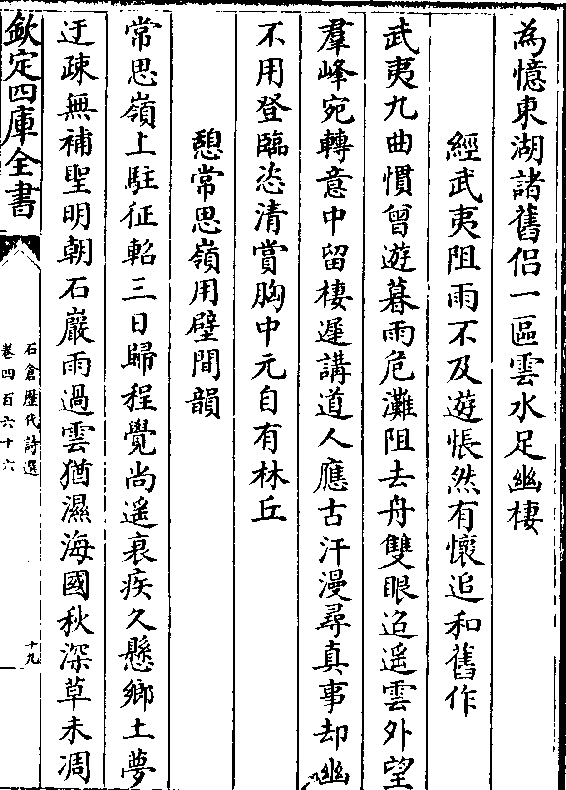 為憶東湖諸舊侣一區雲水足幽棲
經武夷阻雨不及遊悵然有懷追和舊作
武夷九曲慣曾遊暮雨危灘阻去舟雙眼迢遥雲外望
羣峰宛轉意中留棲遲講道人應古汗漫尋真事却幽
不用登臨恣清賞胸中元自有林丘
憩常思嶺用壁間韻
常思嶺上駐征軺三日歸程覺尚遥衰疾久懸鄉土夢
迂疎無補聖明朝石巖雨過雲猶濕海國秋深草未凋
欽定四庫全書
石倉歷代詩選
卷四百六十六
十九